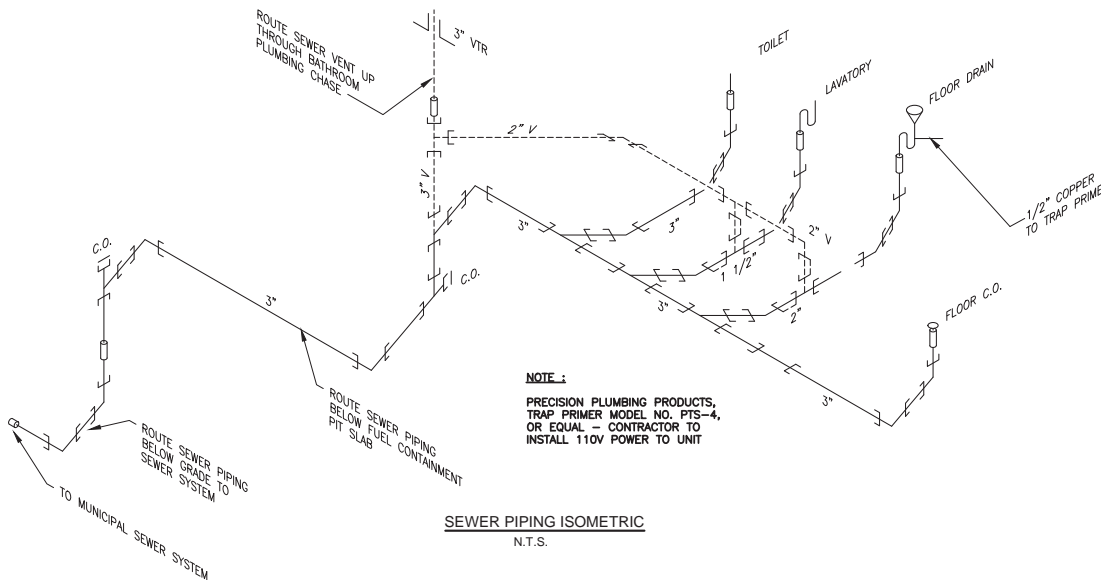 ROUTE SEWER VENT UP
THROUGH BATHROOM
PLUMBING CHASE
3" VTR
TOILET
LAVATORY
FLOOR DRAIN
2" V
3" V
1/2" COPPER
TO TRAP PRIME
C.O.
3"
C.O.
3"
3"
1 1/2"
2" V
3"
2"
FLOOR C.O.
3"
NOTE :
PRECISION PLUMBING PRODUCTS,
TRAP PRIMER MODEL NO. PTS-4,
OR EQUAL – CONTRACTOR TO
INSTALL 110V POWER TO UNIT
ROUTE SEWER PIPING
BELOW FUEL CONTAINMENT
PIT SLAB
ROUTE SEWER PIPING
BELOW GRADE TO
SEWER SYSTEM
TO MUNICIPAL SEWER SYSTEM
SEWER PIPING ISOMETRIC
N.T.S.